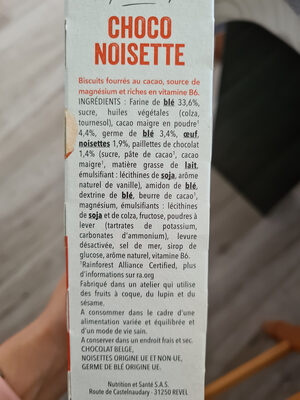 CHOCO
NOISETTE
Biscuits fourrés au cacao, source de
magnésium et riches en vitamine B6.
INGRÉDIENTS : Farine de blé 33,6%,
sucre, huiles végétales (colza,
tournesol), cacao maigre en poudre¹
4,4%, germe de blé 3,4%, œuf,
noisettes 1,9%, paillettes de chocolat
1,4% (sucre, pâte de cacao¹, cacao
maigre¹, matière grasse de lait,
émulsifiant : lécithines de soja, arôme
naturel de vanille), amidon de blé,
dextrine de blé, beurre de cacao¹,
magnésium, émulsifiants : lécithines
de soja et de colza, fructose, poudres à
lever (tartrates de potassium,
carbonates d'ammonium), levure
désactivée, sel de mer, sirop de
glucose, arôme naturel, vitamine B6.
¹Rainforest Alliance Certified, plus
d'informations sur ra.org
Fabriqué dans un atelier qui utilise
des fruits à coque, du lupin et du
sésame.
A consommer dans le cadre d'une
alimentation variée et équilibrée et
d'un mode de vie sain.
A conserver dans un endroit frais et sec.
CHOCOLAT BELGE,
NOISETTES ORIGINE UE ET NON-UE,
GERME DE BLÉ ORIGINE UE.
Nutrition et Santé S.A.S.
Route de Castelnaudary - 31250 REVEL